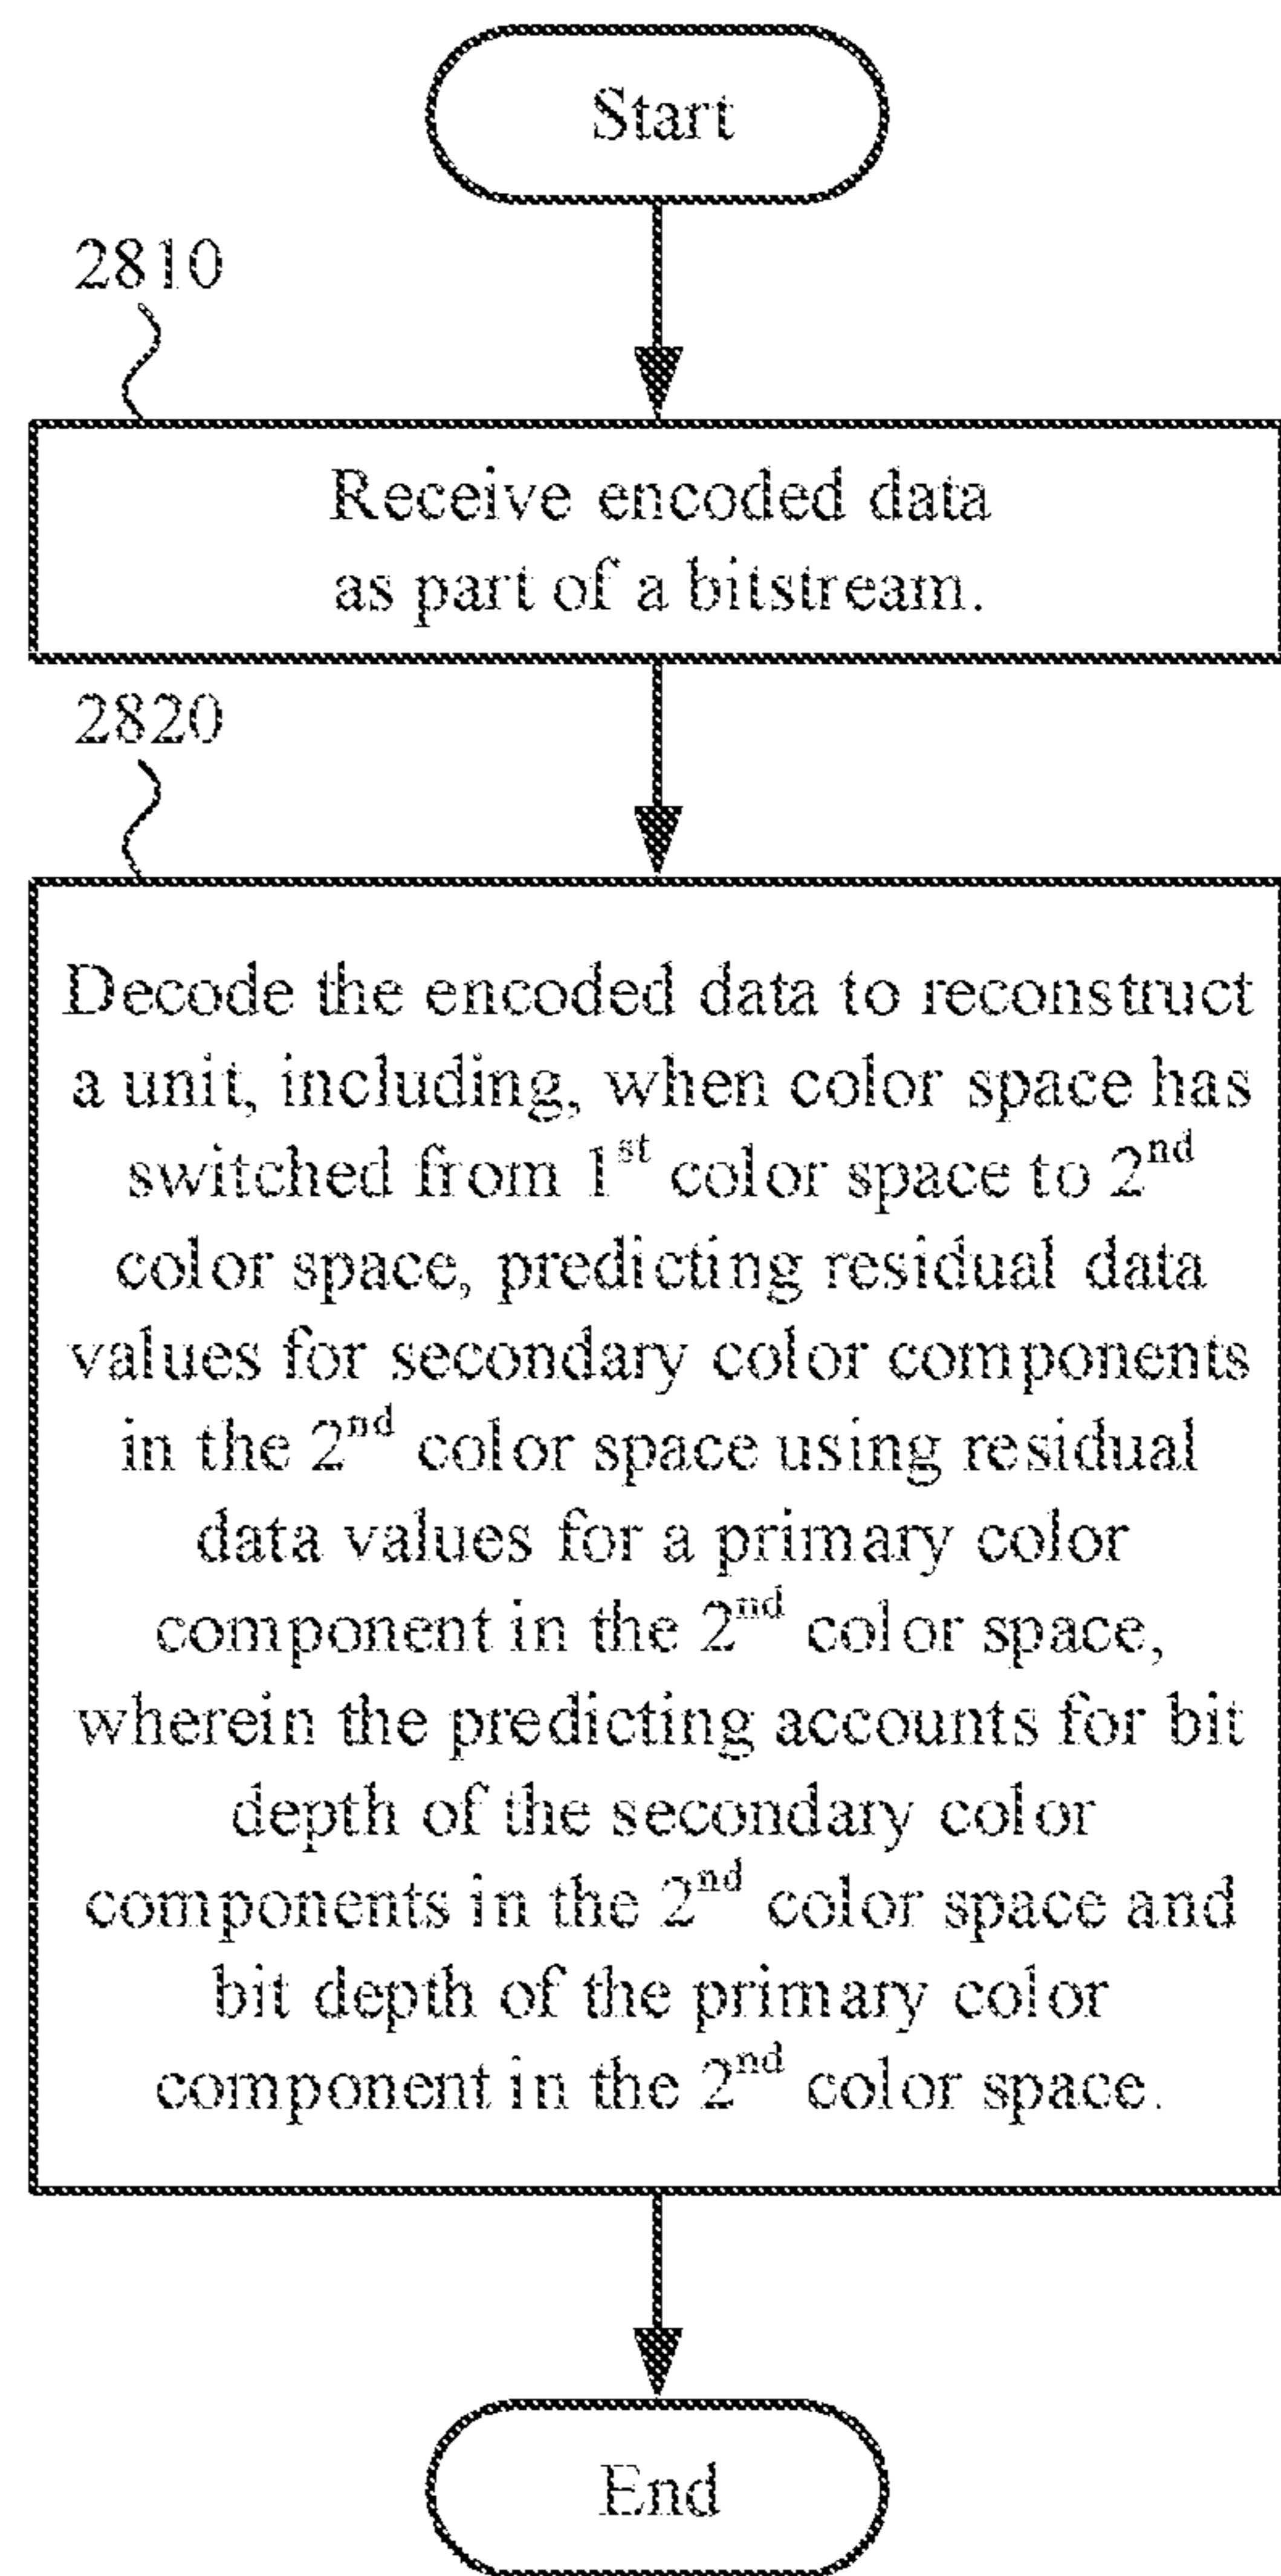 Start
2810
Receive encoded data
as part of a bitstream.
2820
Decode the encoded data to reconstruct
a unit, including, when color space has
switched from 1st color space to 2nd
color space, predicting residual data
values for secondary color components
in the 2nd color space using residual
data values for a primary color
component in the 2nd color space,
wherein the predicting accounts for bit
depth of the secondary color
components in the 2nd color space and
bit depth of the primary color
component in the 2nd color space.
End